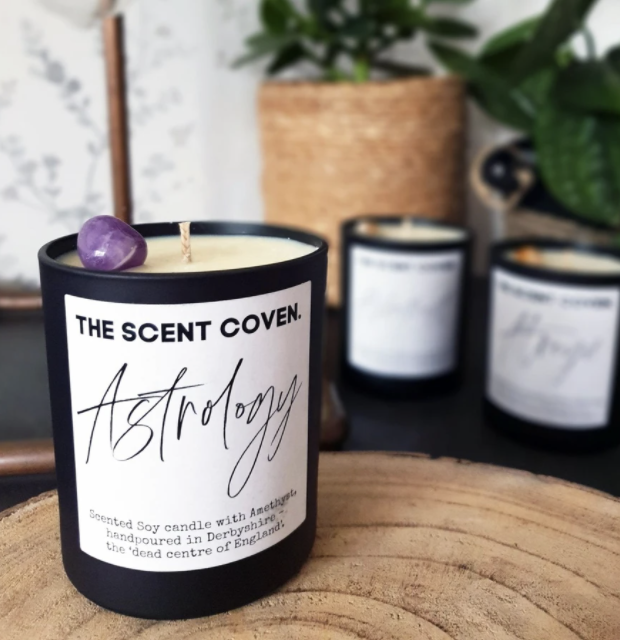 THE SCENT COVEN.
Astrology
Scented Soy candle with Amethyst,
handpoured in Derbyshire -
the 'dead centre of England'.